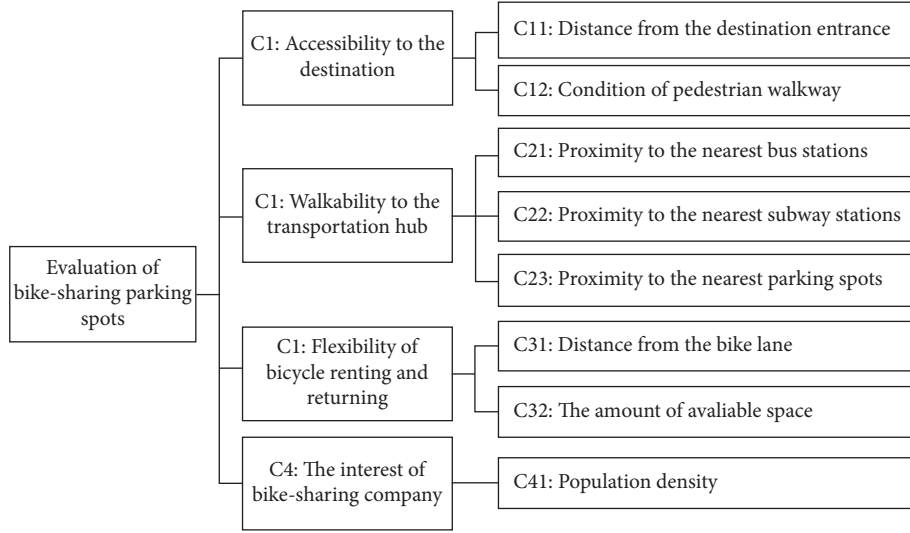 Evaluation of
bike-sharing parking
spots
C1: Accessibility to the
destination
C11: Distance from the destination entrance
C12: Condition of pedestrian walkway
C1: Walkability to the
transportation hub
C21: Proximity to the nearest bus stations
C22: Proximity to the nearest subway stations
C23: Proximity to the nearest parking spots
C1: Flexibility of
bicycle renting and
returning
C31: Distance from the bike lane
C32: The amount of avaliable space
C4: The interest of
bike-sharing company
C41: Population density